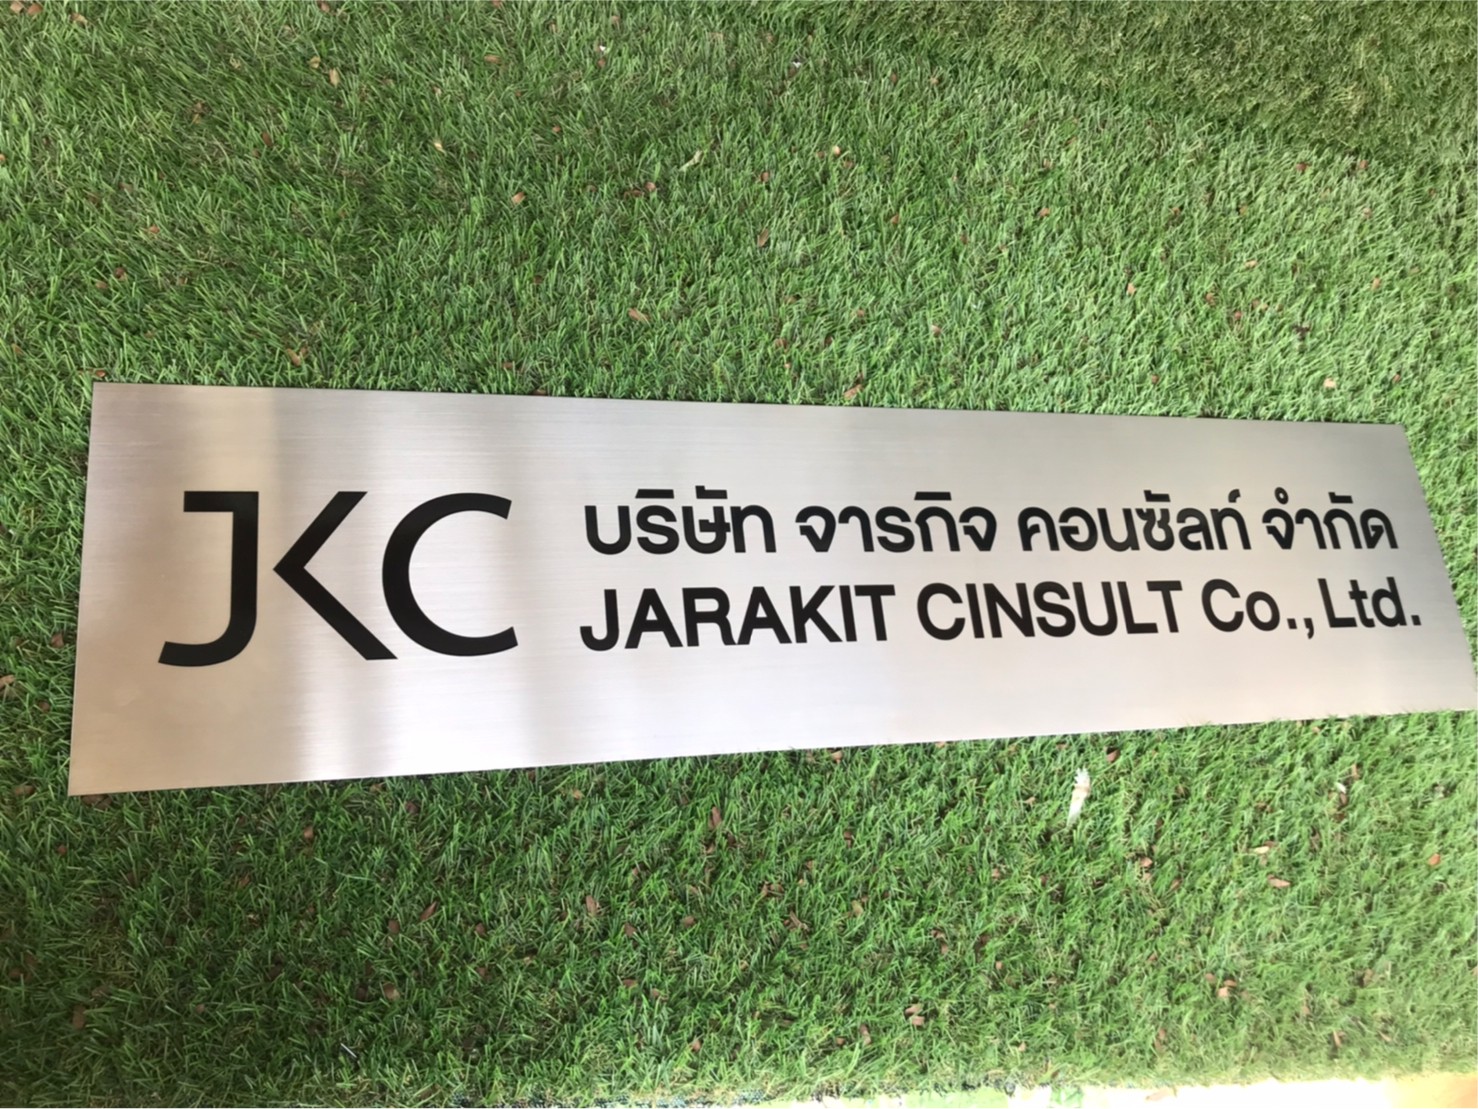 JKC
บริษัท จารกิจ คอนซัลท์ จำกัด
JARAKIT CINSULT Co., Ltd.